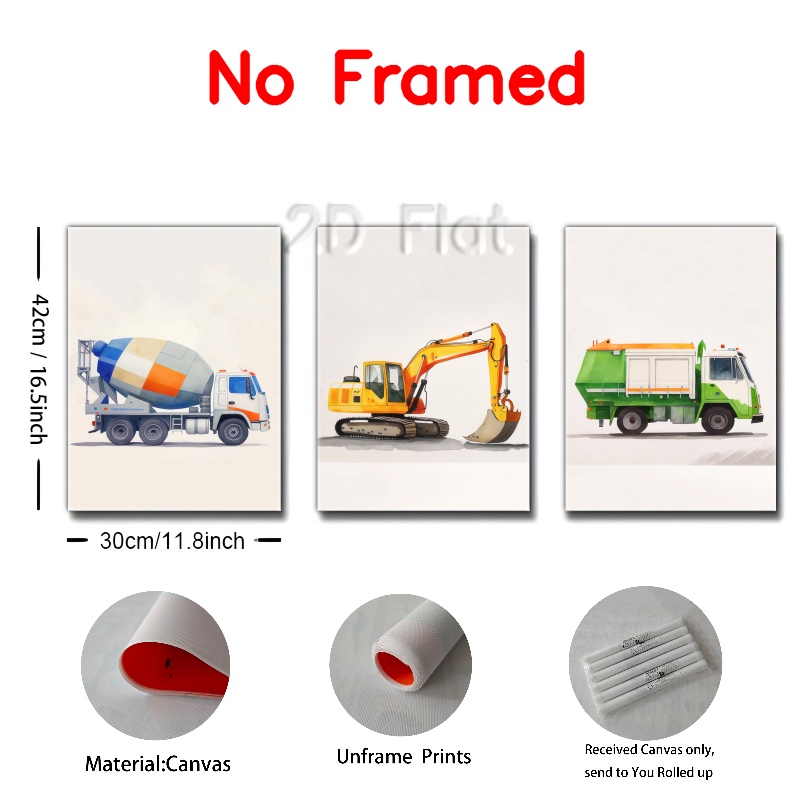 No Framed
2.D Flat
42cm / 16.5inch
30cm/11.8inch
Material:Canvas
Unframe Prints
Received Canvas only,
send to You Rolled up